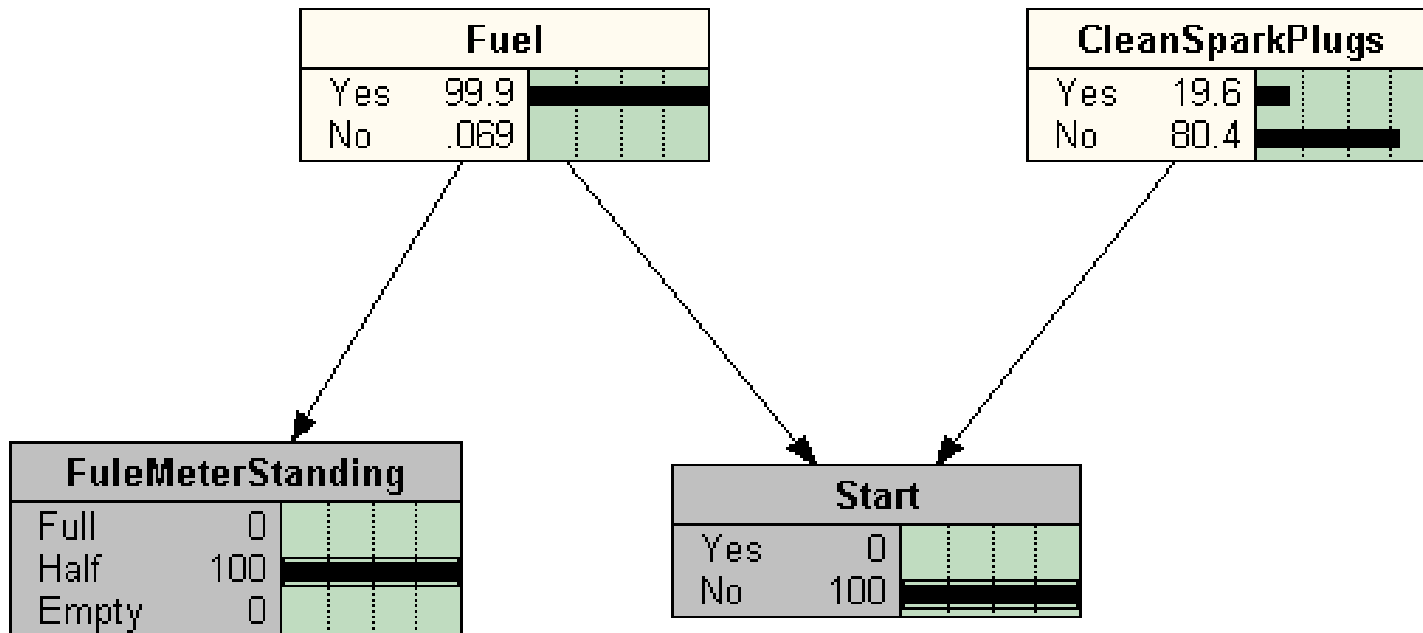 Fuel
Yes 99.9
No .069
CleanSparkPlugs
Yes 19.6
No 80.4
FuleMeterStanding
Full 0
Half 100
Empty 0
Start
Yes 0
No 100